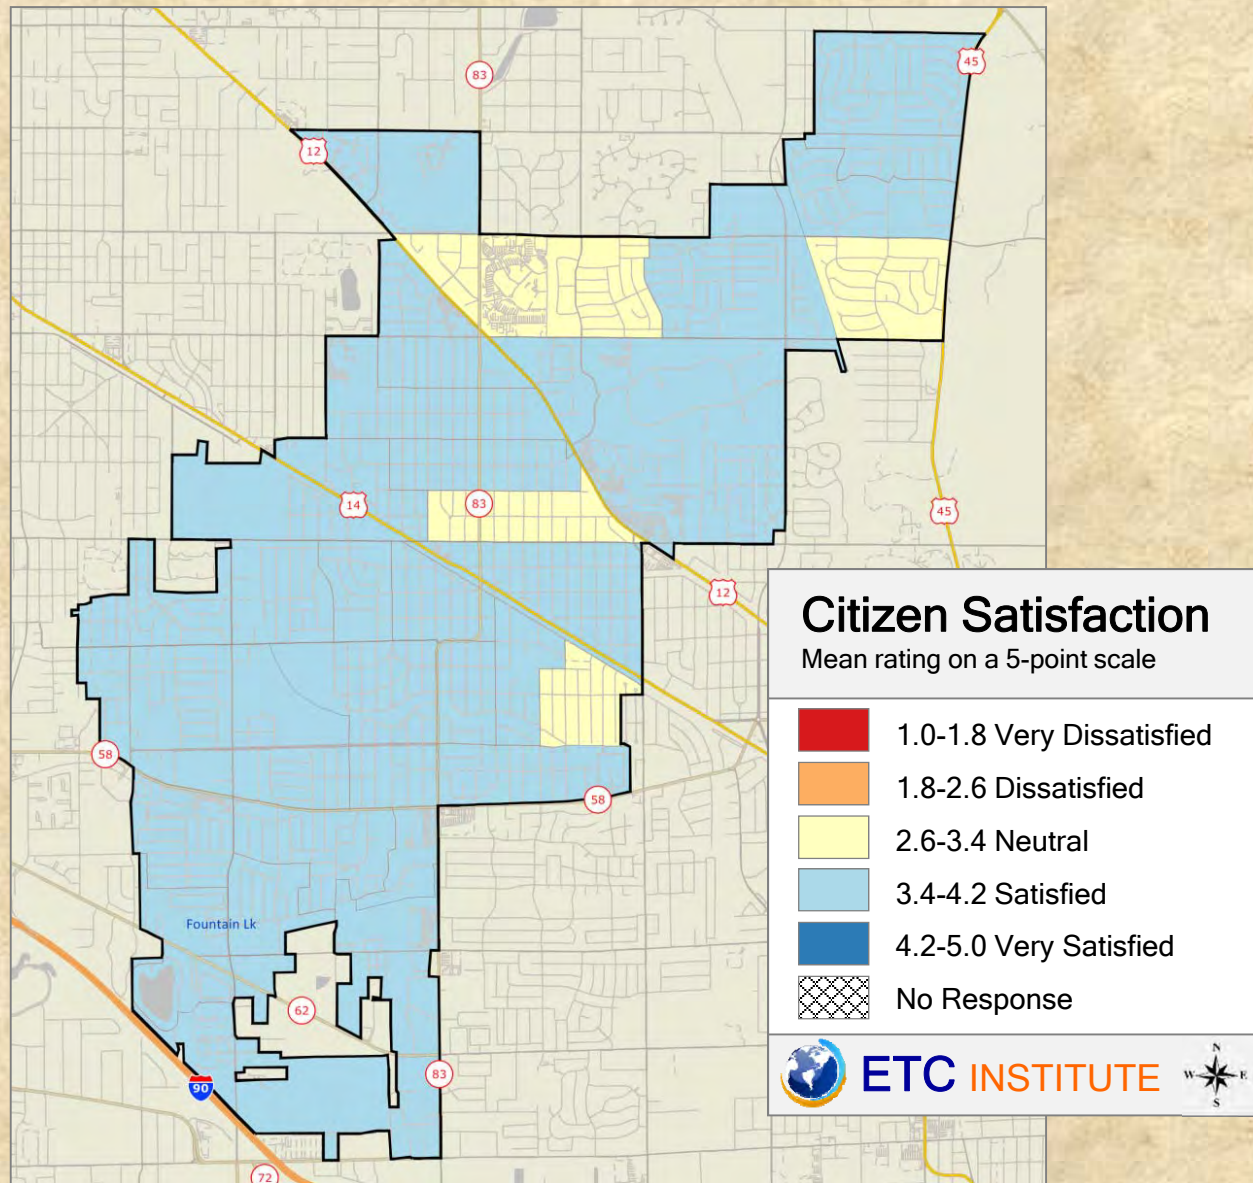 83
45
12
14
83
45
12
58
58
Fountain Lk
62
90
83
72
Citizen Satisfaction
Mean rating on a 5-point scale
1.0-1.8 Very Dissatisfied
1.8-2.6 Dissatisfied
2.6-3.4 Neutral
3.4-4.2 Satisfied
4.2-5.0 Very Satisfied
No Response
ETC INSTITUTE
N
W E
S